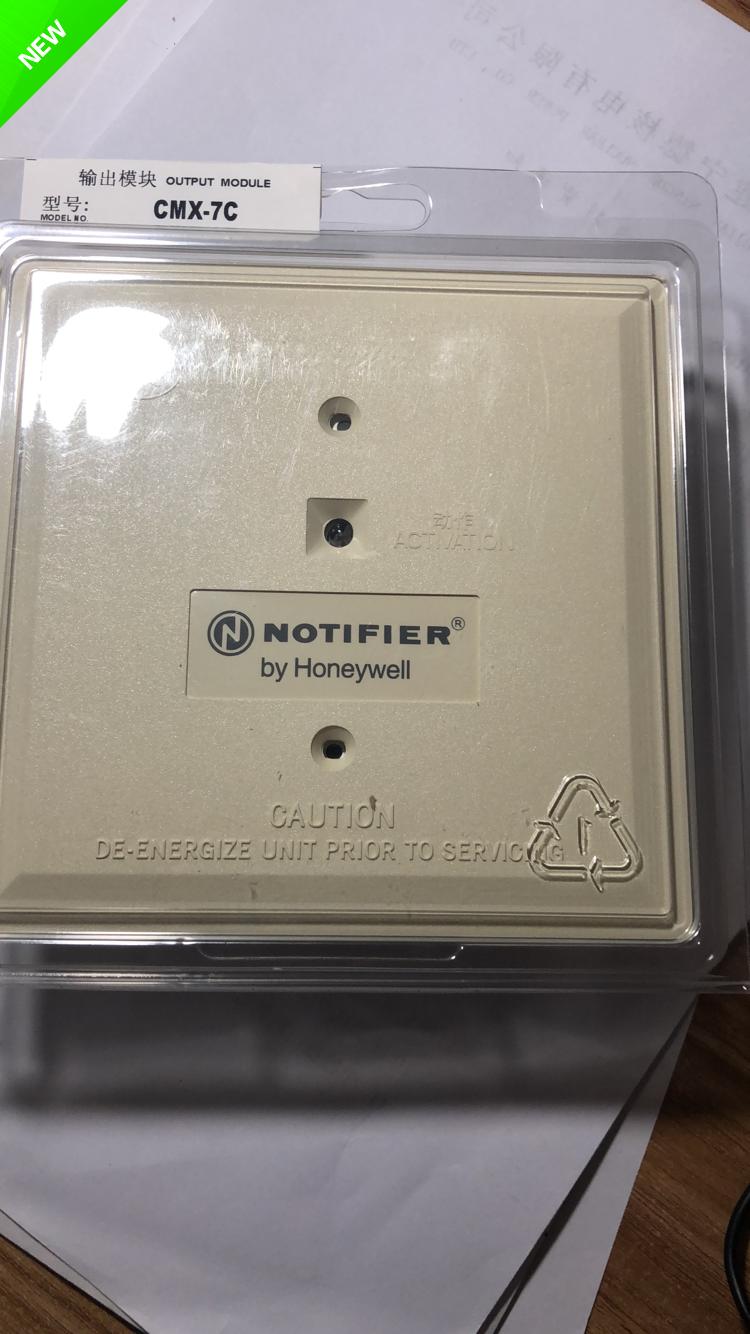 NEW
输出模块 OUTPUT MODULE
型号:
MODEL NO.
CMX-7C
动作
ACTIVATION
N NOTIFIER®
by Honeywell
CAUTION
DE-ENERGIZE UNIT PRIOR TO SERVICING